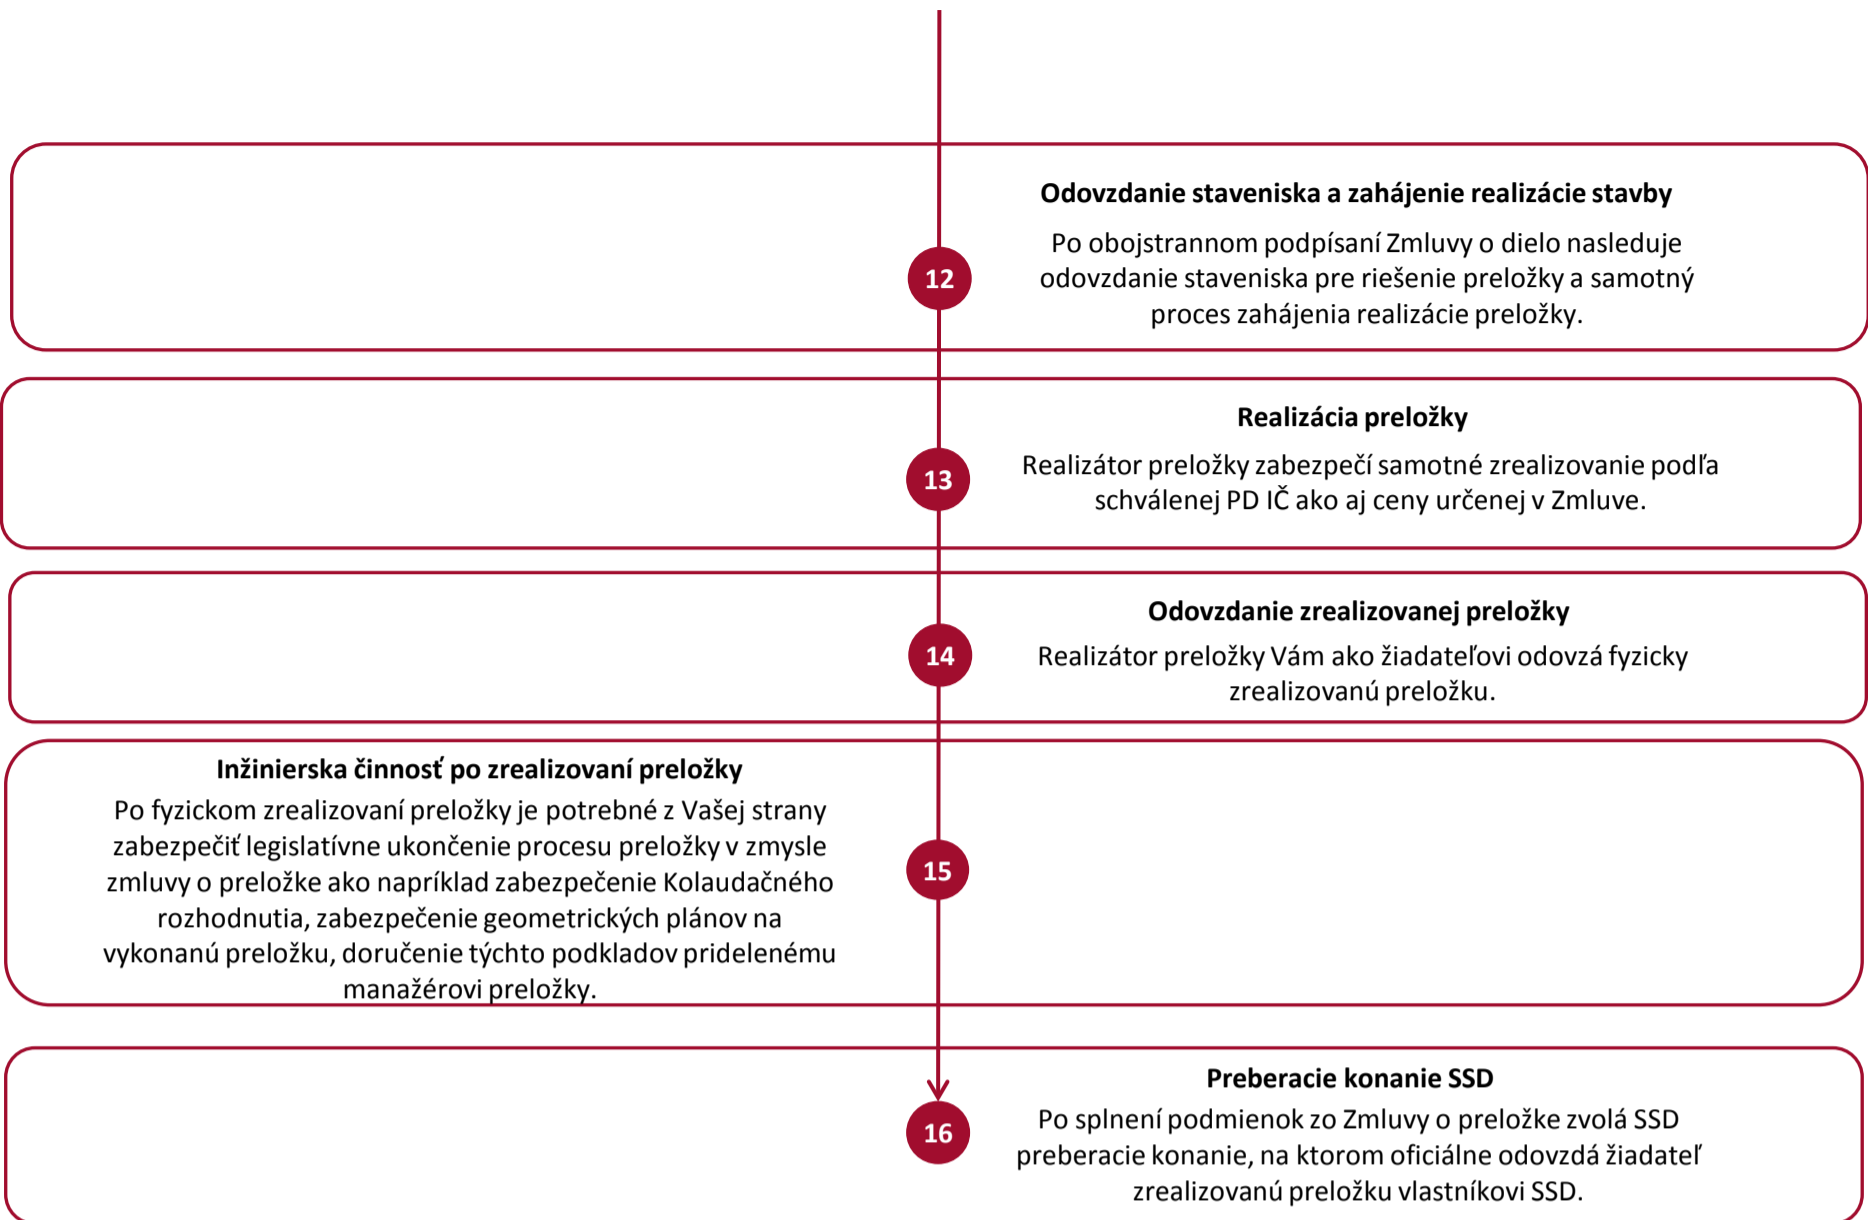 Odovzdanie staveniska a zahájenie realizácie stavby
Po obojstrannom podpísaní Zmluvy o dielo nasleduje
odovzdanie staveniska pre riešenie preložky a samotný
proces zahájenia realizácie preložky.
12
Realizácia preložky
Realizátor preložky zabezpečí samotné zrealizovanie podľa
schválenej PD IČ ako aj ceny určenej v Zmluve.
13
Odovzdanie zrealizovanej preložky
Realizátor preložky Vám ako žiadateľovi odovzá fyzicky
zrealizovanú preložku.
14
Inžinierska činnosť po zrealizovaní preložky
Po fyzickom zrealizovaní preložky je potrebné z Vašej strany
zabezpečiť legislatívne ukončenie procesu preložky v zmysle
zmluvy o preložke ako napríklad zabezpečenie Kolaudačného
rozhodnutia, zabezpečenie geometrických plánov na
vykonanú preložku, doručenie týchto podkladov pridelenému
manažérovi preložky.
15
Preberacie konanie SSD
Po splnení podmienok zo Zmluvy o preložke zvolá SSD
preberacie konanie, na ktorom oficiálne odovzdá žiadateľ
zrealizovanú preložku vlastníkovi SSD.
16